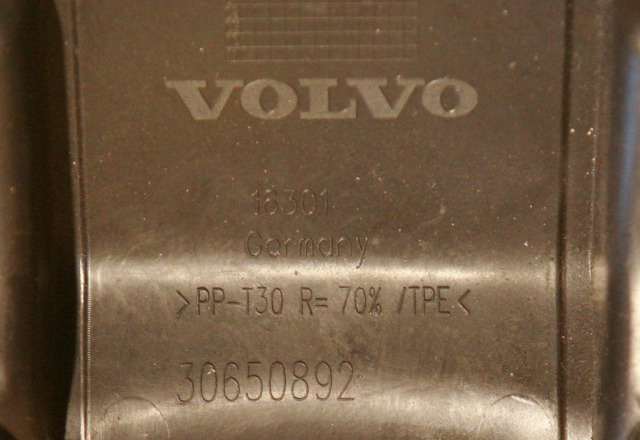 VOLVO
18301
Germany
>PP-T30 R= 70% /TPE<
30650892